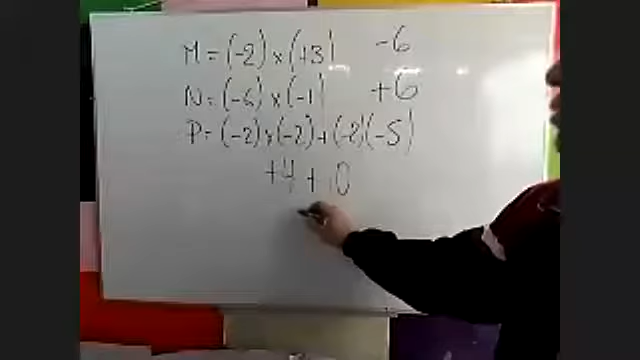 M = (-2) x (+3) -6
N = (-6) x (-1) +6
P = (-2) x (-2) + (-2) (-5)
+4 + 10